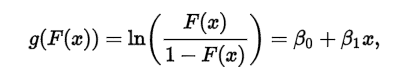 g(F(x)) = ln(F(x) / (1 − F(x))) = β₀ + β₁x,